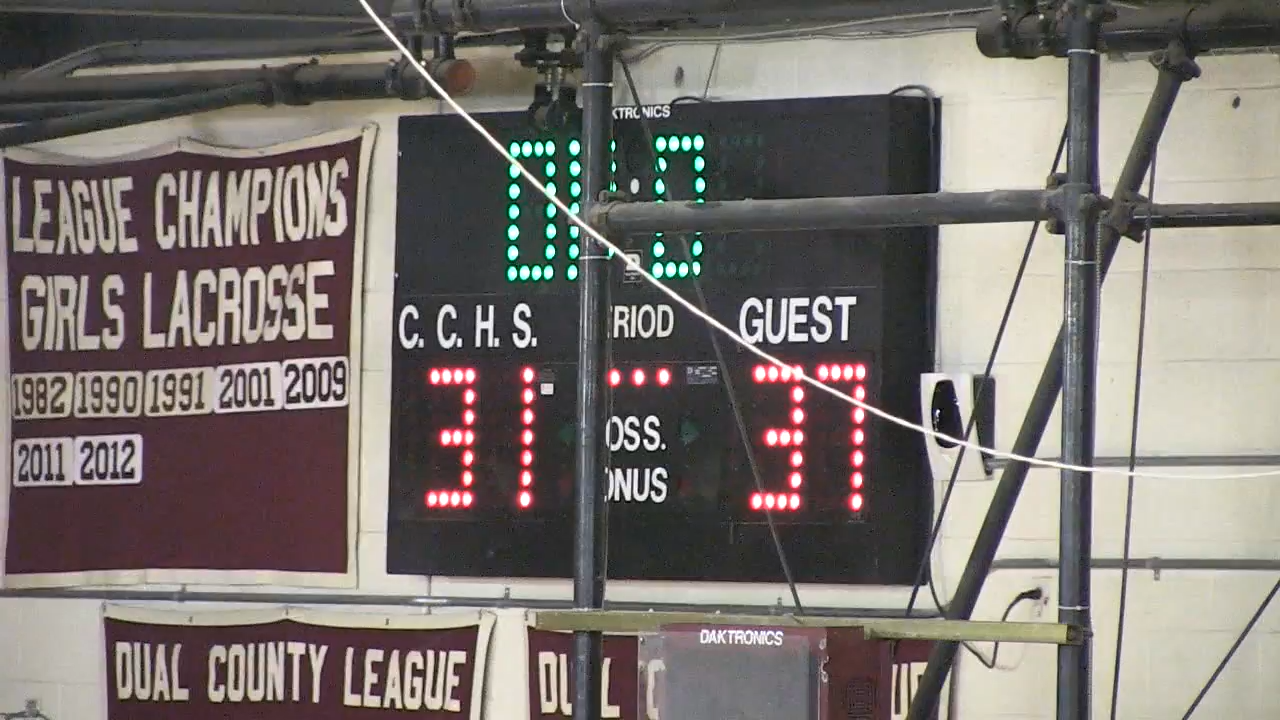 LEAGUE CHAMPIONS
GIRLS LACROSSE
1982 1990 1991 2001 2009
2011 2012
KTRONICS
C. C. H. S.
RIOD
GUEST
31
37
OSS.
ONUS
DUAL COUNTY LEAGUE
DAKTRONICS